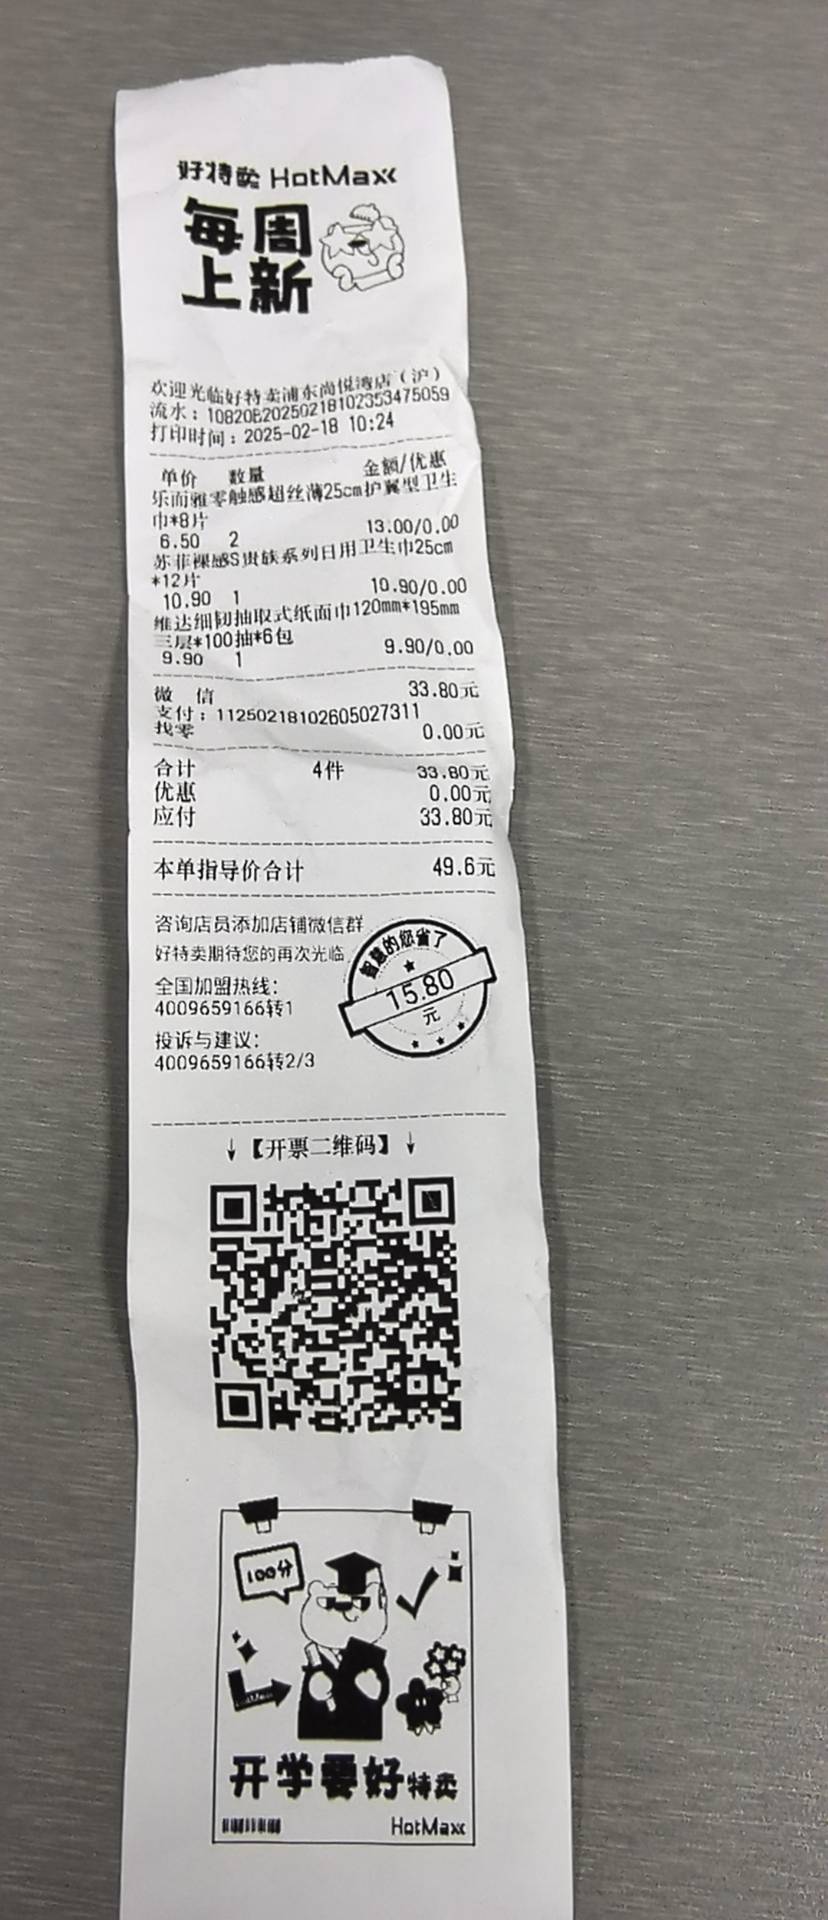 好特卖 HotMaxx
每周
上新
欢迎光临好特卖浦东尚悦湾店（沪）
流水：10820B20250218102353475059
打印时间：2025-02-18 10:24
单价 数量 金额/优惠
乐而雅零触感超丝薄25cm护翼型卫生
巾*8片
6.50 2 13.00/0.00
苏菲裸感S贵族系列日用卫生巾25cm
*12片
10.90 1 10.90/0.00
维达细韧抽取式纸面巾120mm*195mm
三层*100抽*6包
9.90 1 9.90/0.00
微 信 33.80元
支付：11250218102605027311
找零 0.00元
合计 4件 33.80元
优惠 0.00元
应付 33.80元
本单指导价合计 49.6元
咨询店员添加店铺微信群
好特卖期待您的再次光临
全国加盟热线：
4009659166转1
投诉与建议：
4009659166转2/3
智慧的您省了
15.80
元
↓【开票二维码】↓
100分
开学要好特卖
HotMaxx